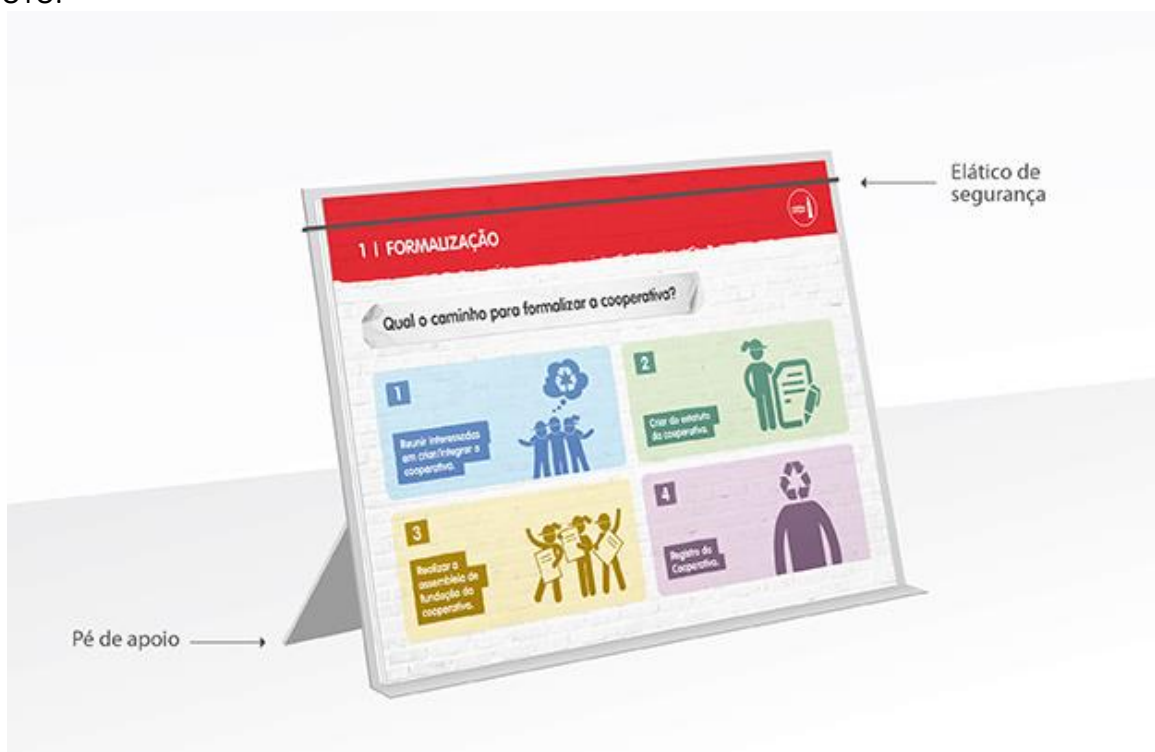 Elático de
segurança
1 | FORMALIZAÇÃO
Qual o caminho para formalizar a cooperativa?
1
Reunir interessados
em criar/integrar a
cooperativa.
2
Criar do estatuto
da cooperativa.
3
Realizar a
assembleia de
fundação da
cooperativa.
4
Registro da
Cooperativa.
Pé de apoio